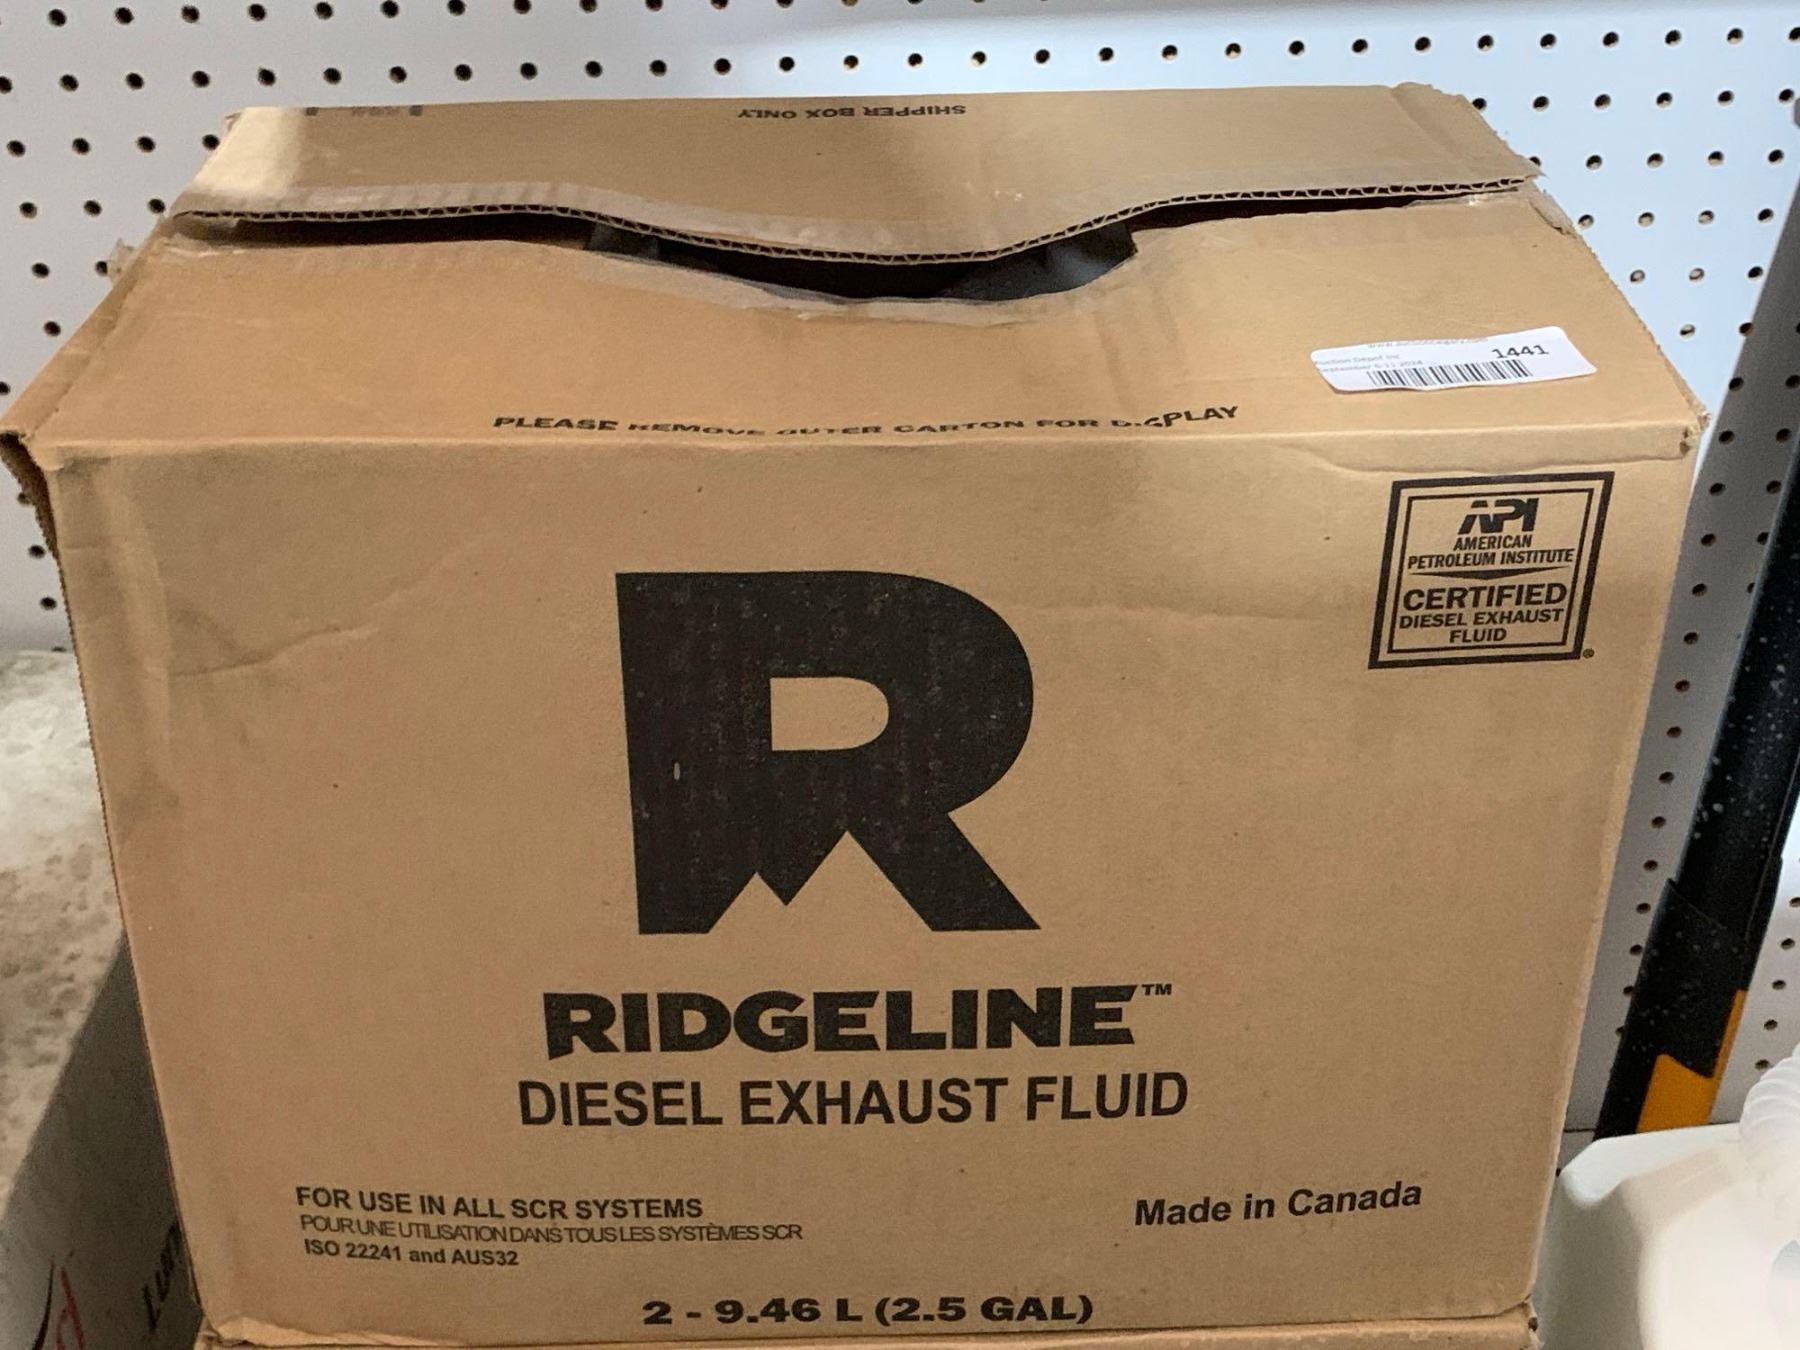 SHIPPER BOX ONLY
1441
PLEASE REMOVE OUTER CARTON FOR DISPLAY
API
AMERICAN
PETROLEUM INSTITUTE
CERTIFIED
DIESEL EXHAUST
FLUID
®
R
RIDGELINE™
DIESEL EXHAUST FLUID
FOR USE IN ALL SCR SYSTEMS
POUR UNE UTILISATION DANS TOUS LES SYSTÈMES SCR
ISO 22241 and AUS32
Made in Canada
2 - 9.46 L (2.5 GAL)